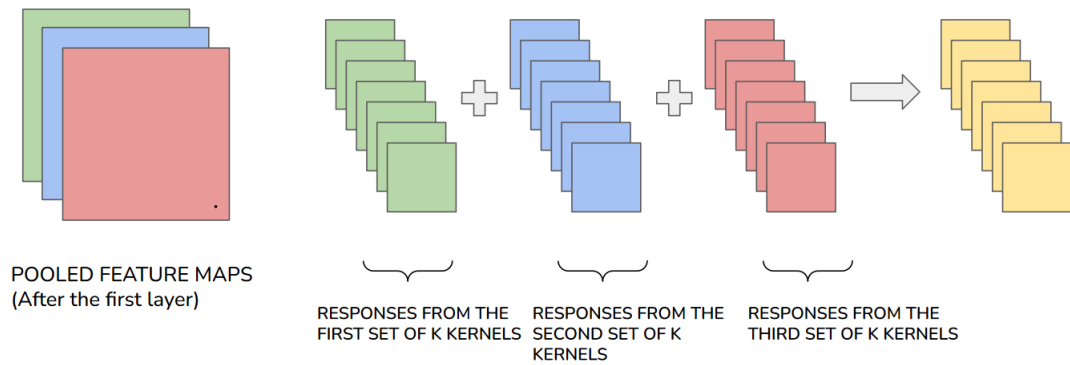 POOLED FEATURE MAPS
(After the first layer)
RESPONSES FROM THE
FIRST SET OF K KERNELS
RESPONSES FROM THE
SECOND SET OF K
KERNELS
RESPONSES FROM THE
THIRD SET OF K KERNELS